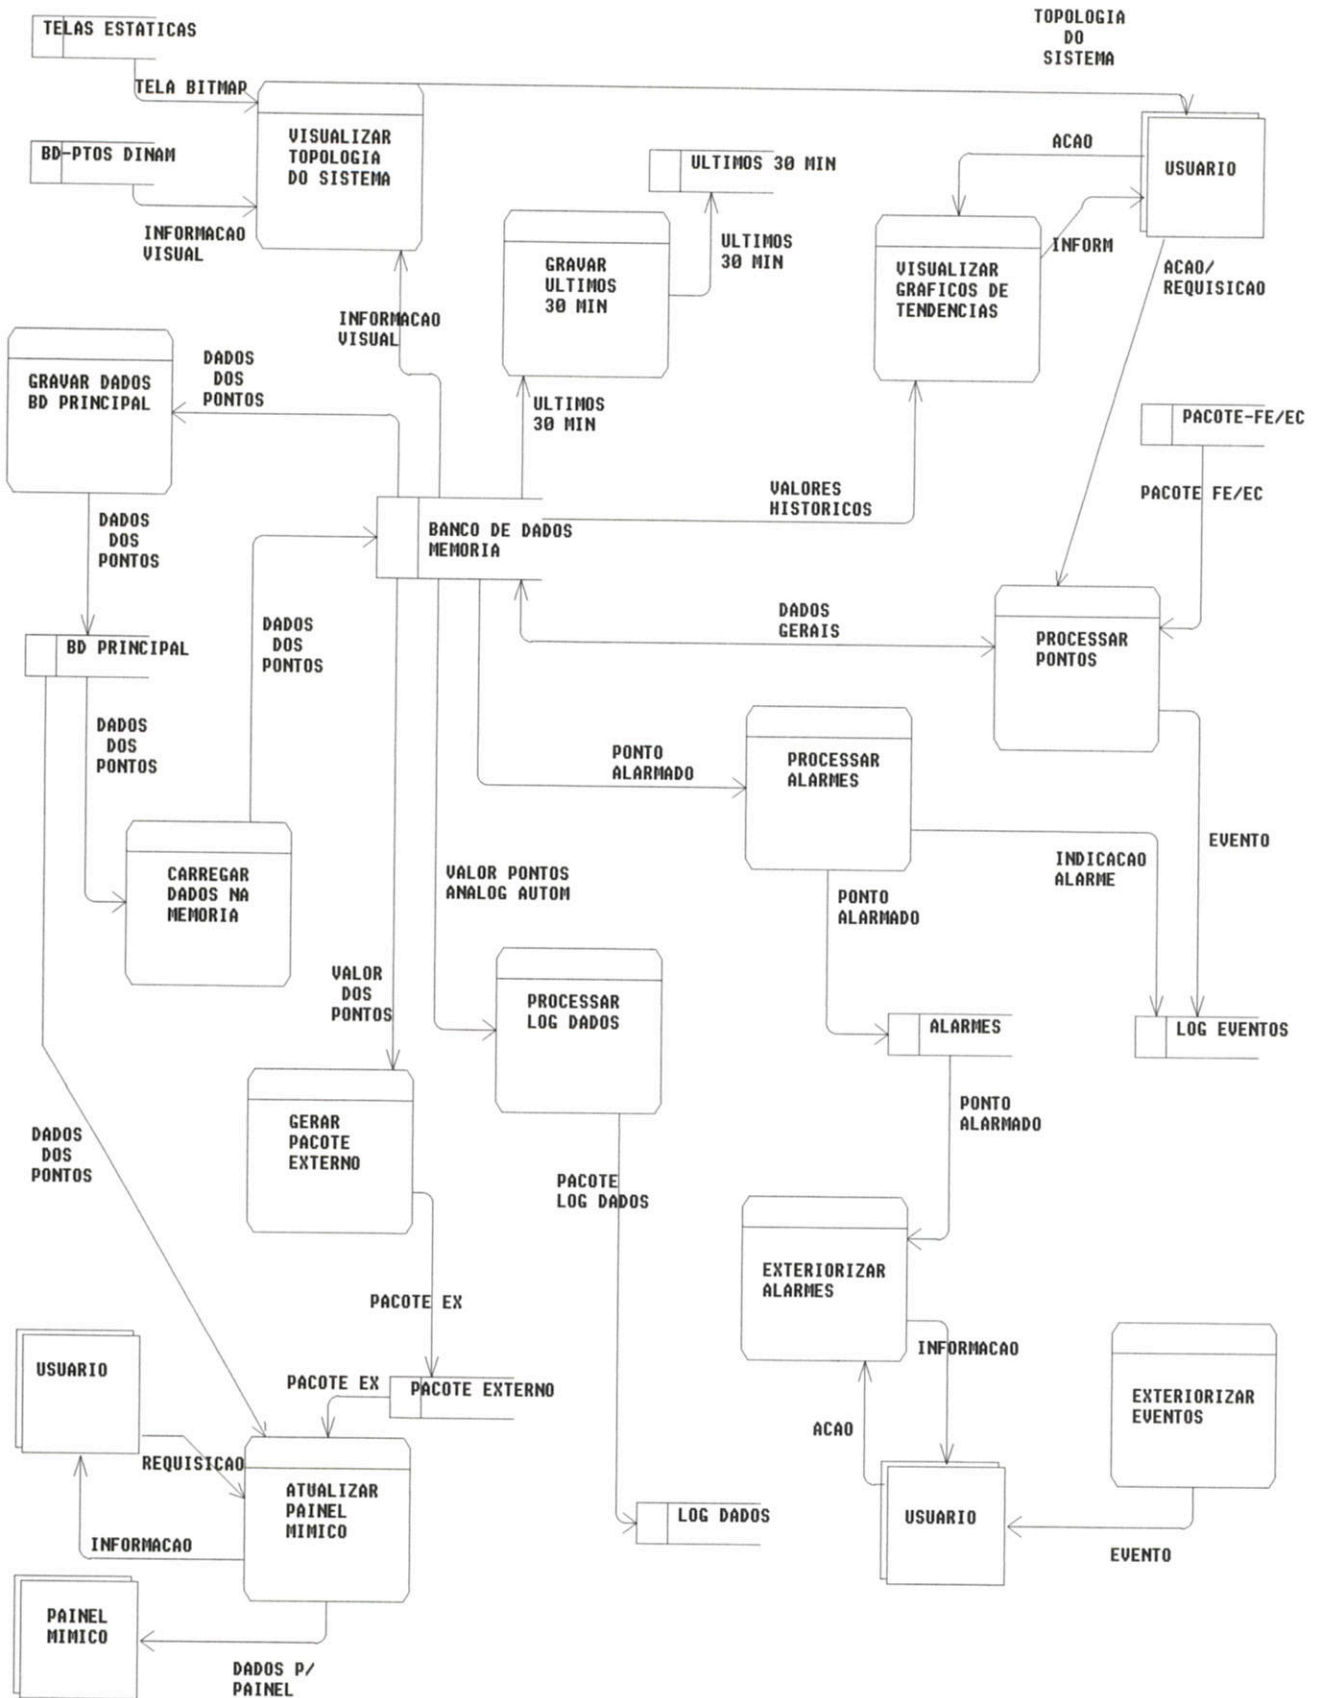 TELAS ESTATICAS
TOPOLOGIA
DO
SISTEMA
TELA BITMAP
VISUALIZAR
TOPOLOGIA
DO SISTEMA
BD-PTOS DINAM
INFORMACAO
VISUAL
ULTIMOS 30 MIN
ACAO
USUARIO
GRAVAR
ULTIMOS
30 MIN
ULTIMOS
30 MIN
VISUALIZAR
GRAFICOS DE
TENDENCIAS
INFORM
ACAO/
REQUISICAO
INFORMACAO
VISUAL
GRAVAR DADOS
BD PRINCIPAL
DADOS
DOS
PONTOS
ULTIMOS
30 MIN
PACOTE-FE/EC
PACOTE FE/EC
VALORES
HISTORICOS
DADOS
DOS
PONTOS
BANCO DE DADOS
MEMORIA
BD PRINCIPAL
DADOS
DOS
PONTOS
DADOS
GERAIS
PROCESSAR
PONTOS
DADOS
DOS
PONTOS
PONTO
ALARMADO
PROCESSAR
ALARMES
CARREGAR
DADOS NA
MEMORIA
VALOR PONTOS
ANALOG AUTOM
INDICACAO
ALARME
EVENTO
PONTO
ALARMADO
VALOR
DOS
PONTOS
PROCESSAR
LOG DADOS
ALARMES
LOG EVENTOS
DADOS
DOS
PONTOS
GERAR
PACOTE
EXTERNO
PONTO
ALARMADO
PACOTE
LOG DADOS
EXTERIORIZAR
ALARMES
PACOTE EX
INFORMACAO
USUARIO
PACOTE EX
PACOTE EXTERNO
EXTERIORIZAR
EVENTOS
ACAO
REQUISICAO
ATUALIZAR
PAINEL
MIMICO
LOG DADOS
USUARIO
INFORMACAO
EVENTO
PAINEL
MIMICO
DADOS P/
PAINEL